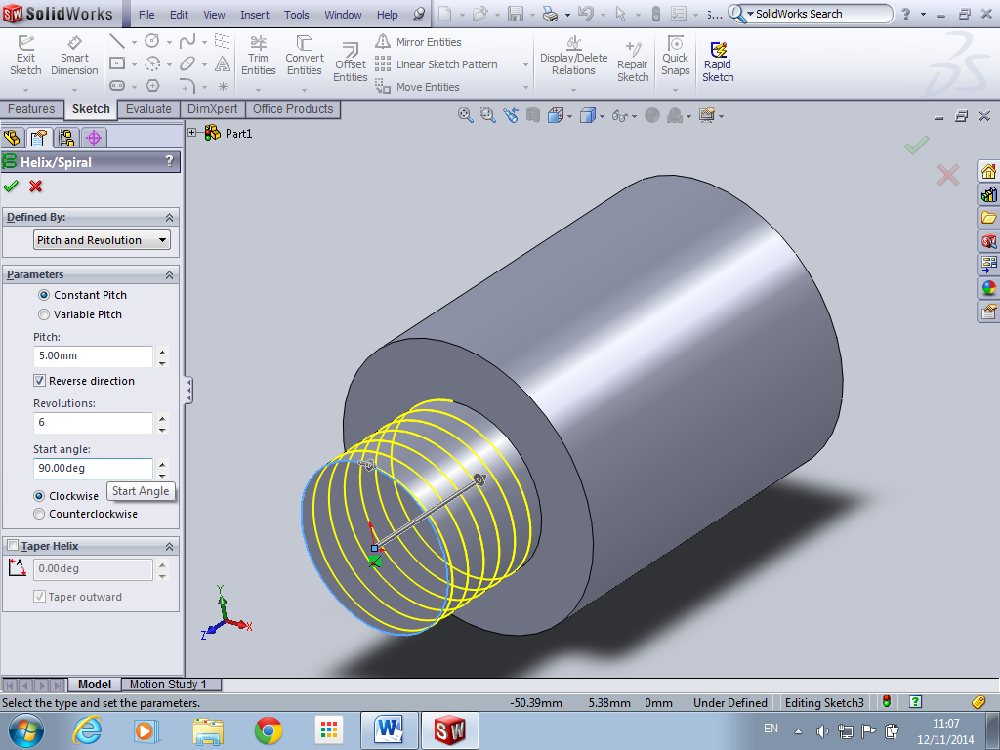 SolidWorks File Edit View Insert Tools Window Help S... SolidWorks Search ?
Exit Sketch
Smart Dimension
Trim Entities
Convert Entities
Offset Entities
Mirror Entities
Linear Sketch Pattern
Move Entities
Display/Delete Relations
Repair Sketch
Quick Snaps
Rapid Sketch
Features Sketch Evaluate DimXpert Office Products
Part1
Helix/Spiral ?
Defined By:
Pitch and Revolution
Parameters
Constant Pitch
Variable Pitch
Pitch:
5.00mm
Reverse direction
Revolutions:
6
Start angle:
90.00deg
Start Angle
Clockwise
Counterclockwise
Taper Helix
0.00deg
Taper outward
Y
X
Z
Model Motion Study 1
Select the type and set the parameters. -50.39mm 5.38mm 0mm Under Defined Editing Sketch3
EN 11:07
12/11/2014